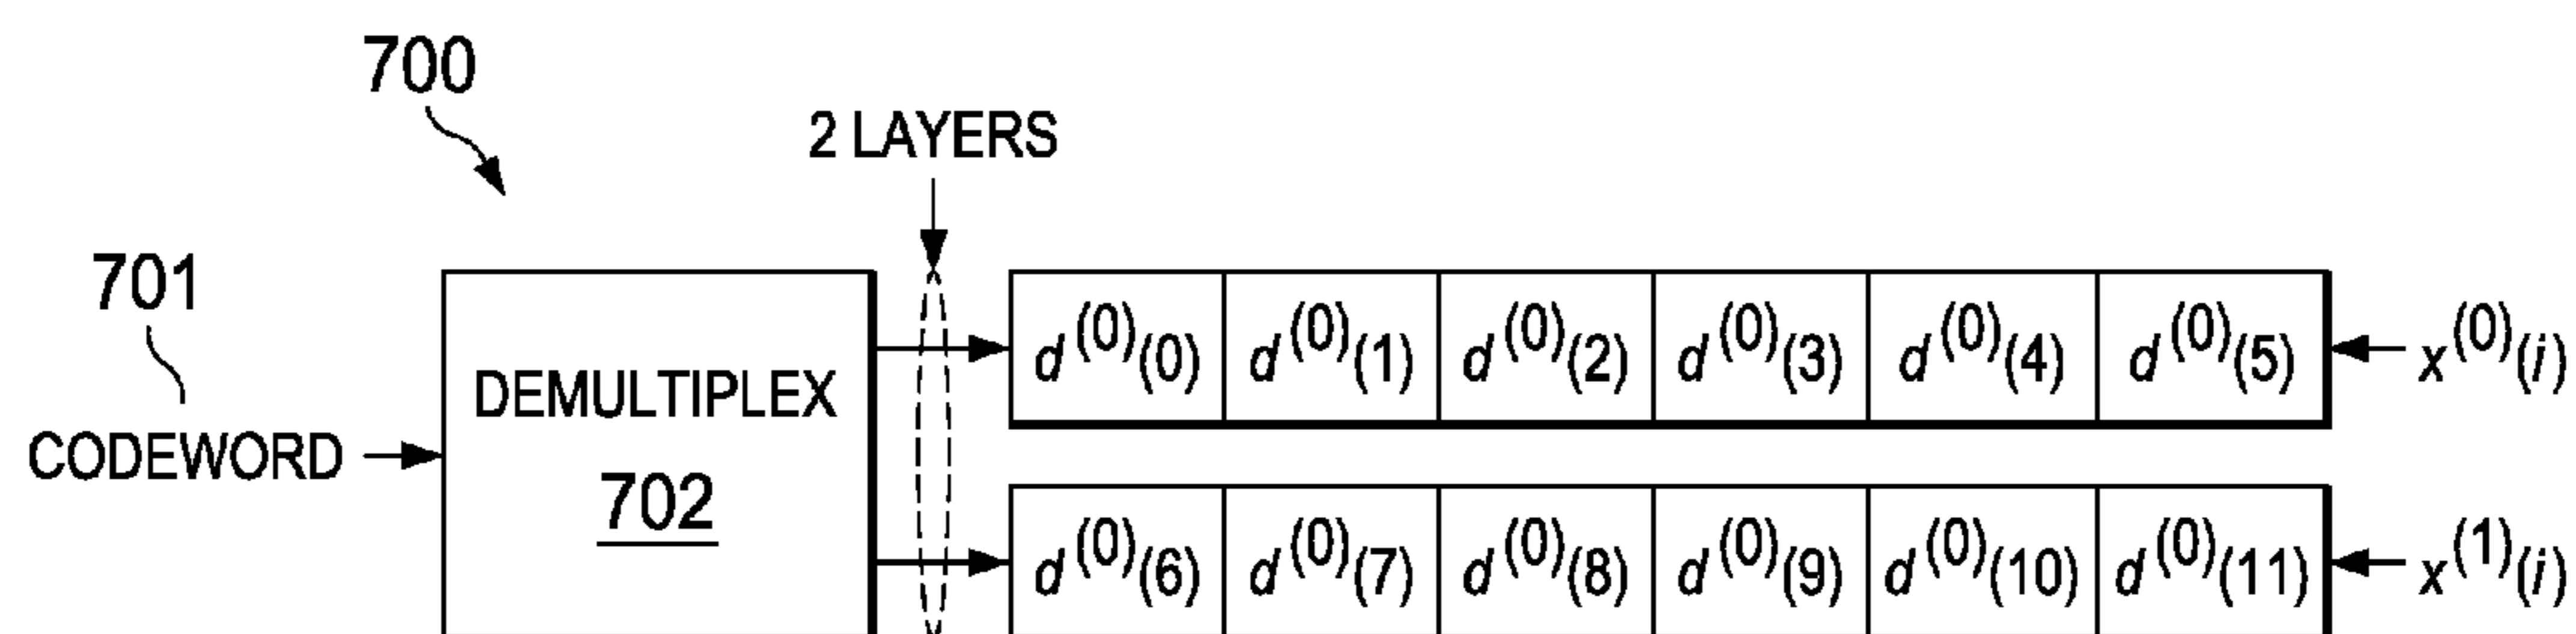 700
2 LAYERS
701
CODEWORD
DEMULTIPLEX
702
d^(0)(0) d^(0)(1) d^(0)(2) d^(0)(3) d^(0)(4) d^(0)(5) x^(0)(i)
d^(0)(6) d^(0)(7) d^(0)(8) d^(0)(9) d^(0)(10) d^(0)(11) x^(1)(i)